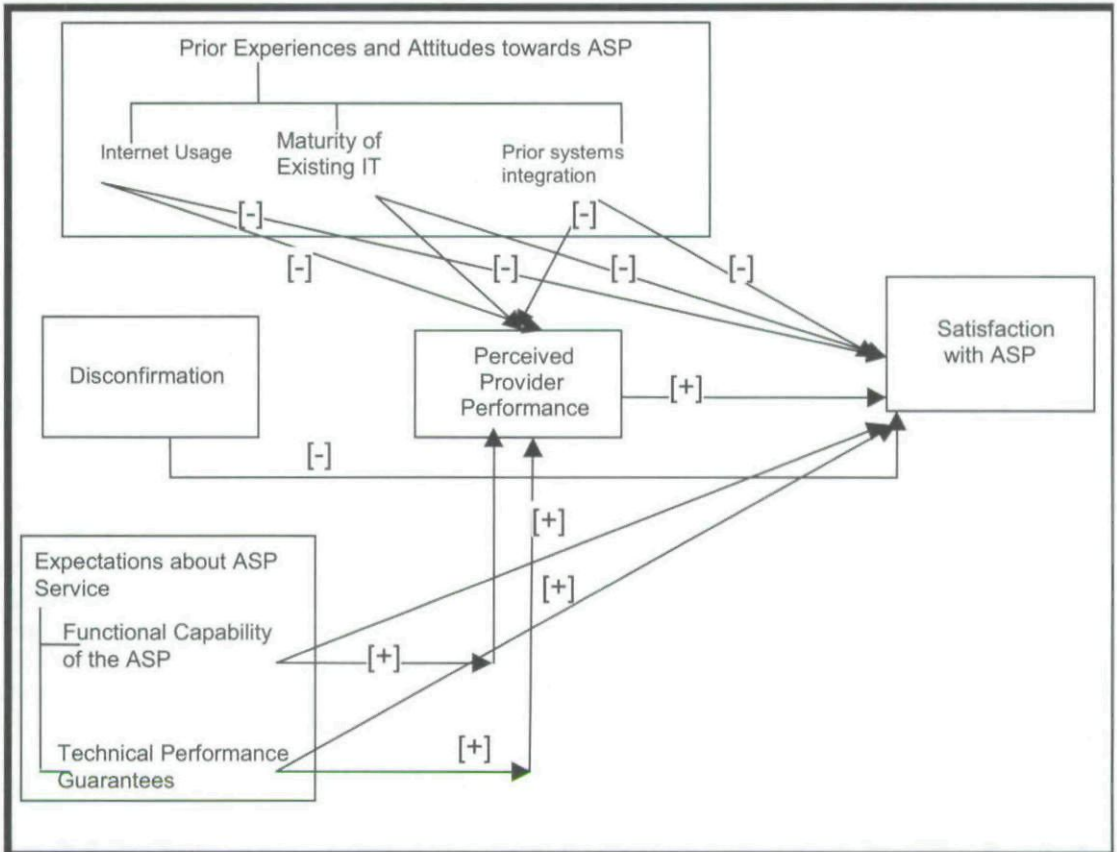 Prior Experiences and Attitudes towards ASP
Internet Usage
Maturity of
Existing IT
Prior systems
integration
[-]
[-]
[-]
[-]
[-]
[-]
Disconfirmation
Perceived
Provider
Performance
Satisfaction
with ASP
[+]
[-]
[+]
[+]
Expectations about ASP
Service
Functional Capability
of the ASP
[+]
Technical Performance
Guarantees
[+]